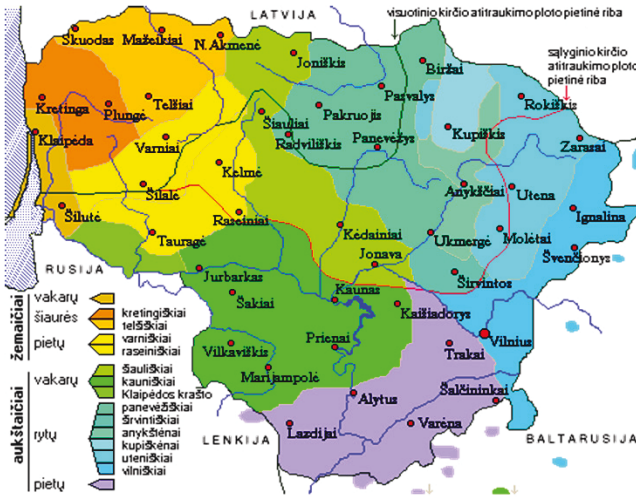 LATVIJA
visuotinio kirčio atitraukimo ploto pietinė riba
sąlyginio kirčio
atitraukimo ploto
pietinė riba
Skuodas
Mažeikiai
N.Akmenė
Joniškis
Biržai
Kretinga
Plungė
Telšiai
Pakruojis
Pasvalys
Rokiškis
Klaipėda
Varniai
Šiauliai
Radviliškis
Panevėžys
Kupiškis
Zarasai
Kelmė
Šilalė
Anykščiai
Utena
Šilutė
Raseiniai
Ignalina
Tauragė
Kėdainiai
Ukmergė
Molėtai
Švenčionys
RUSIJA
Jonava
Jurbarkas
Širvintos
Šakiai
Kaunas
Kaišiadorys
Vilnius
Vilkaviškis
Prienai
Trakai
Marijampolė
Alytus
Šalčininkai
Lazdijai
Varėna
LENKIJA
BALTARUSIJA
žemaičiai
vakarų
šiaurės
kretingiškiai
telšiškiai
pietų
varniškiai
raseiniškiai
aukštaičiai
vakarų
šiauliškiai
kauniškiai
Klaipėdos krašto
rytų
panevėžiškiai
širvintiškiai
anykštėnai
kupiškėnai
uteniškiai
vilniškiai
pietų